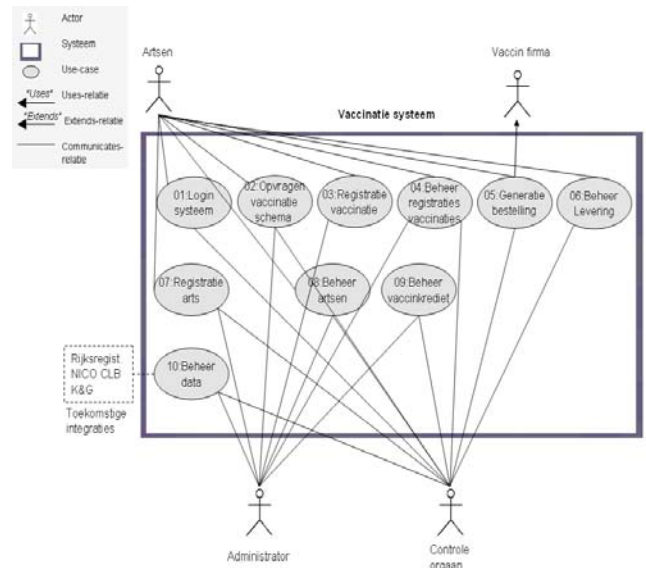 Actor
Systeem
Use-case
"Uses"
Uses-relatie
"Extends"
Extends-relatie
Communicates-
relatie
Artsen
Vaccin firma
Vaccinatie systeem
01:Login
systeem
02:Opvragen
vaccinatie
schema
03:Registratie
vaccinatie
04:Beheer
registraties
vaccinaties
05:Generatie
bestelling
06:Beheer
Levering
07:Registratie
arts
08:Beheer
artsen
09:Beheer
vaccinkrediet
Rijksregist.
NICO CLB
K&G
10:Beheer
data
Toekomstige
integraties
Administrator
Controle
orgaan